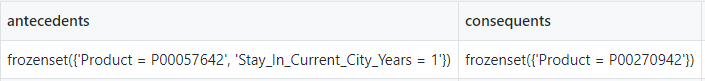 antecedents consequents
frozenset({'Product = P00057642', 'Stay_In_Current_City_Years = 1'}) frozenset({'Product = P00270942'})